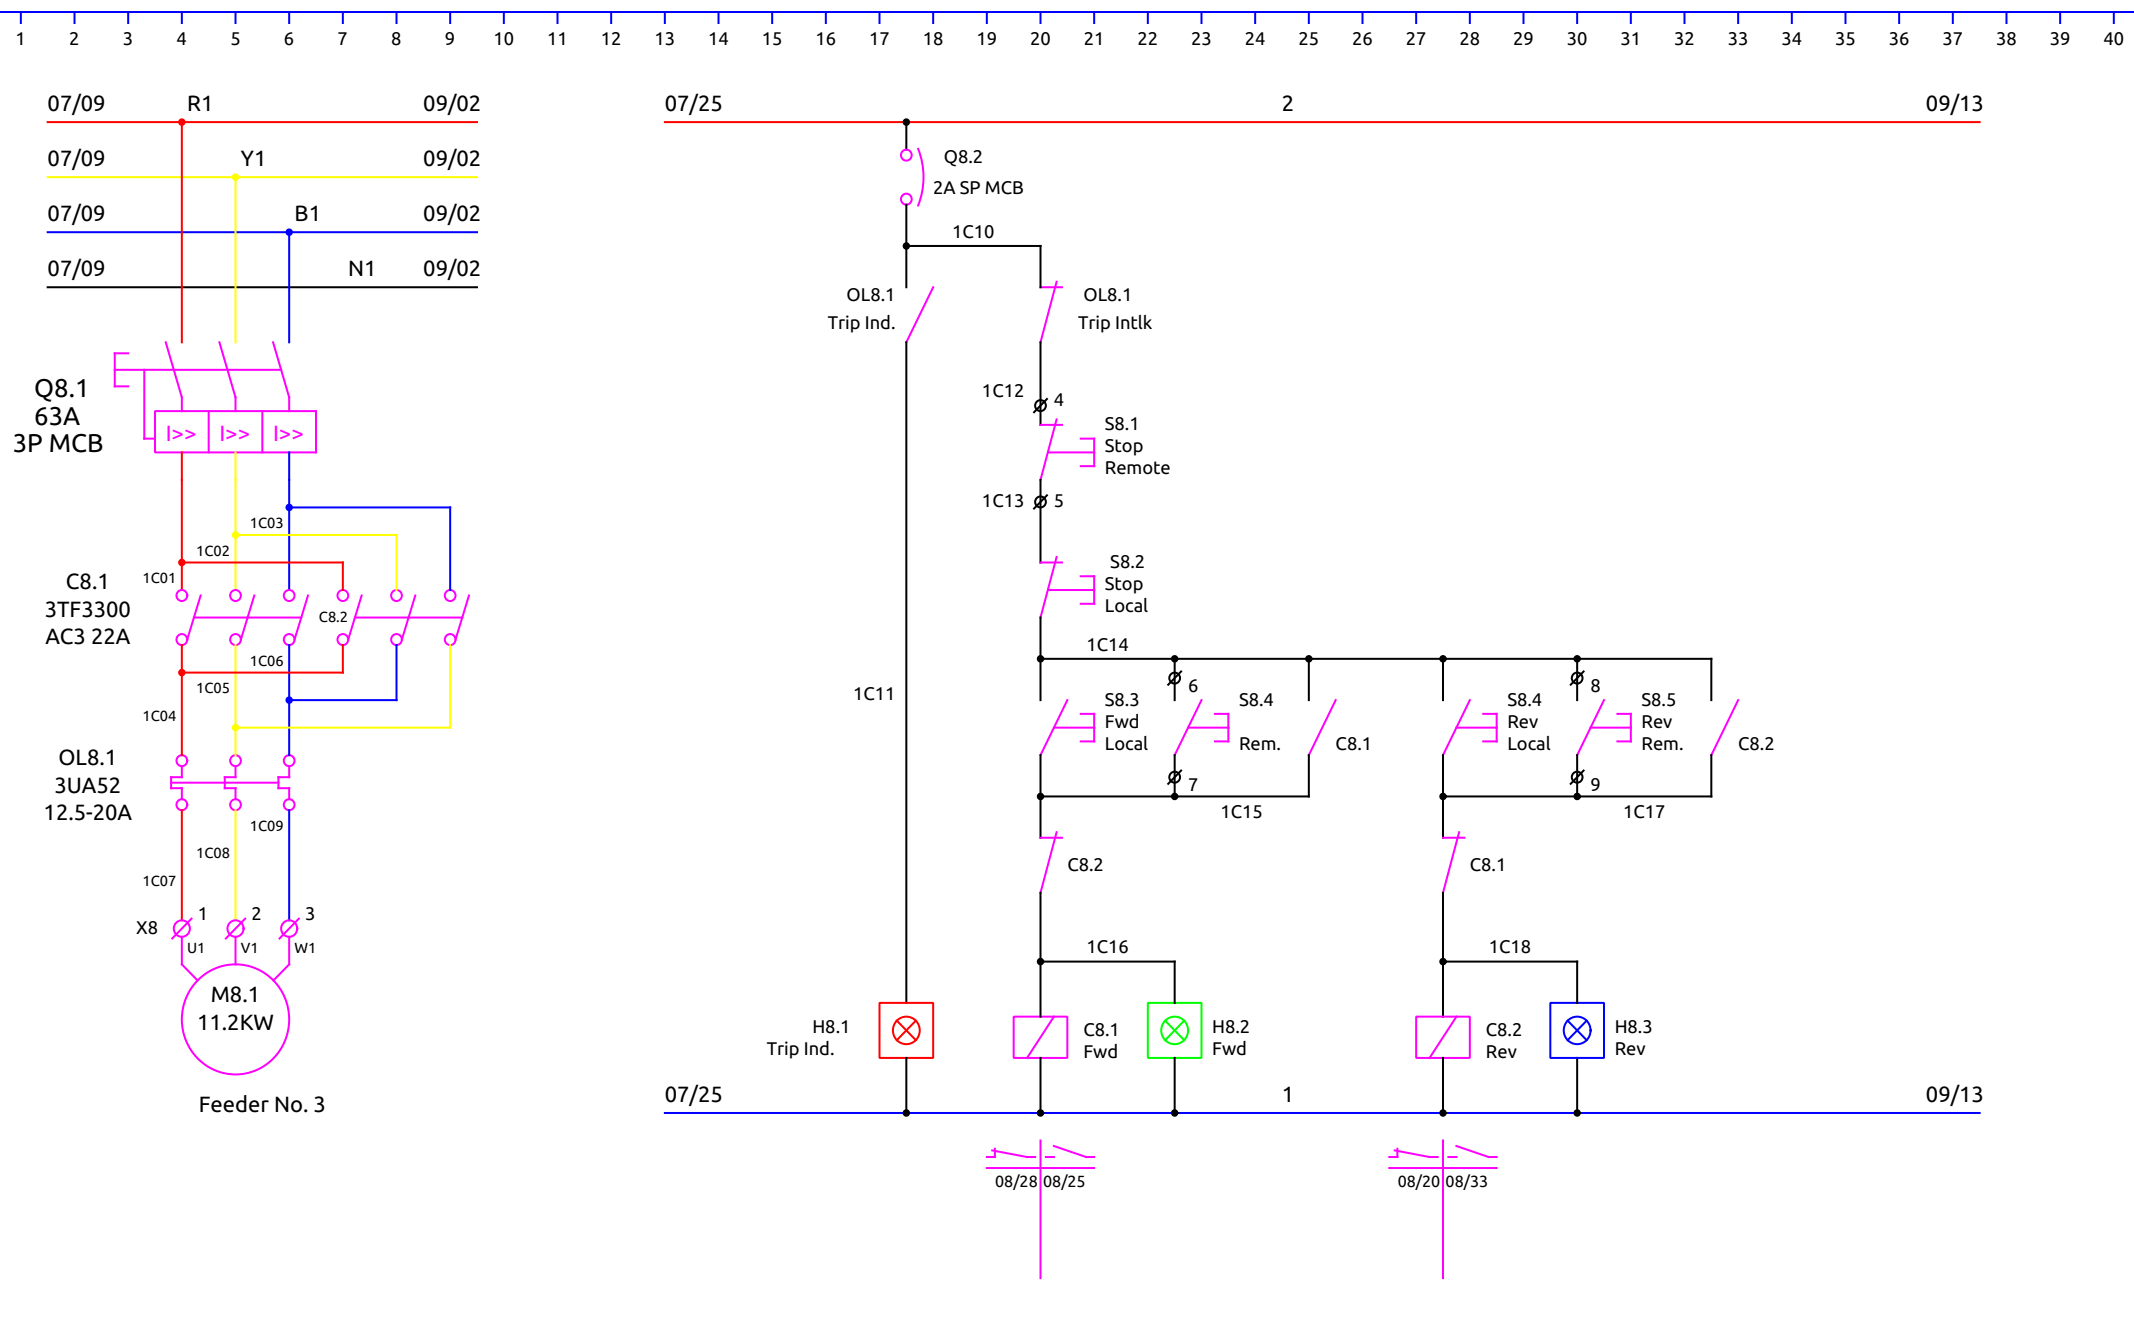 1 2 3 4 5 6 7 8 9 10 11 12 13 14 15 16 17 18 19 20 21 22 23 24 25 26 27 28 29 30 31 32 33 34 35 36 37 38 39 40
07/09 R1 09/02
07/09 Y1 09/02
07/09 B1 09/02
07/09 N1 09/02
Q8.1
63A
3P MCB
I>> I>> I>>
1C03
1C02
1C01
C8.1
3TF3300
AC3 22A
C8.2
1C06
1C05
1C04
OL8.1
3UA52
12.5-20A
1C09
1C08
1C07
X8 1 2 3
U1 V1 W1
M8.1
11.2KW
Feeder No. 3
07/25 2 09/13
Q8.2
2A SP MCB
1C10
OL8.1
Trip Ind.
OL8.1
Trip Intlk
1C12 4
S8.1
Stop
Remote
1C13 5
S8.2
Stop
Local
1C14
1C11
S8.3
Fwd
Local
6
S8.4
Rem.
7
C8.1
1C15
S8.4
Rev
Local
8
S8.5
Rev
Rem.
9
C8.2
1C17
C8.2
C8.1
1C16
1C18
H8.1
Trip Ind.
C8.1
Fwd
H8.2
Fwd
C8.2
Rev
H8.3
Rev
07/25 1 09/13
08/28 08/25
08/20 08/33